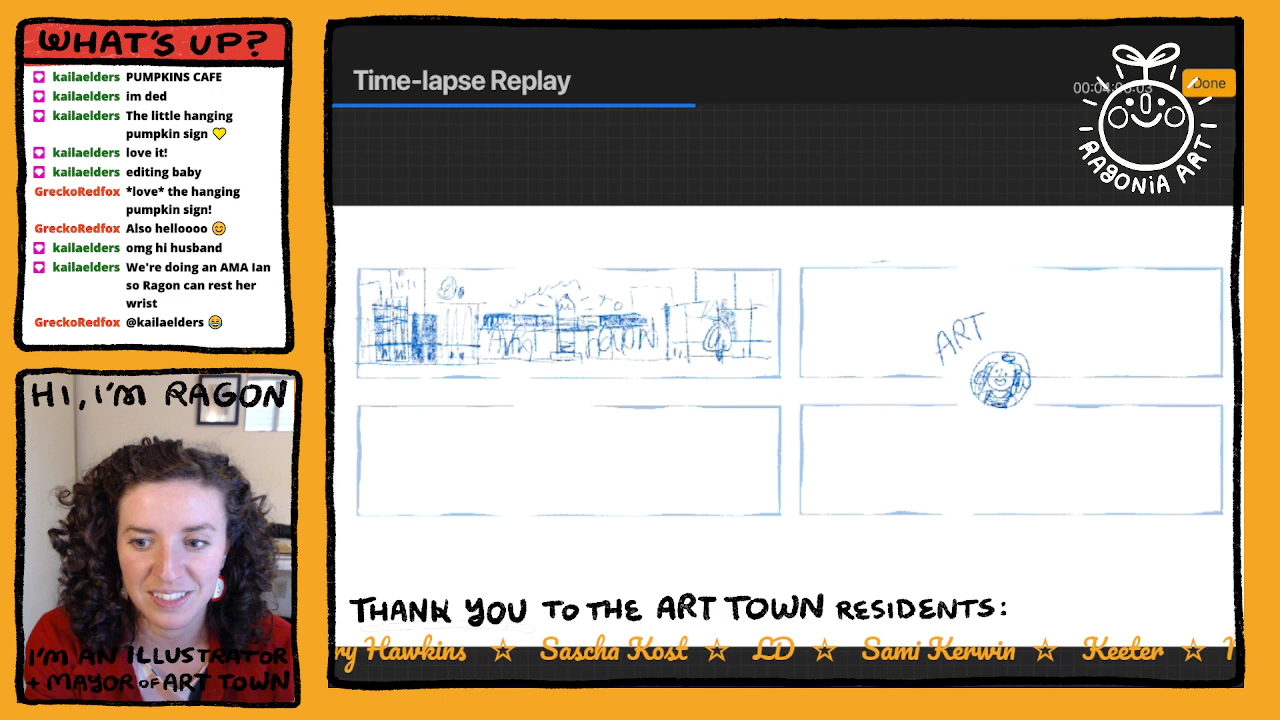 WHAT'S UP?
kailaelders PUMPKINS CAFE
kailaelders im ded
kailaelders The little hanging
pumpkin sign 💛
kailaelders love it!
kailaelders editing baby
GreckoRedfox *love* the hanging
pumpkin sign!
GreckoRedfox Also helloooo 😊
kailaelders omg hi husband
kailaelders We're doing an AMA Ian
so Ragon can rest her
wrist
GreckoRedfox @kailaelders 😂
HI, I'M RAGON
I'M AN ILLUSTRATOR
+ MAYOR OF ART TOWN
Time-lapse Replay
Done
RAGONIA ART
ART TOWN
ART
THANK YOU TO THE ART TOWN RESIDENTS:
ry Hawkins ☆ Sascha Kost ☆ LD ☆ Sami Kerwin ☆ Keeter ☆